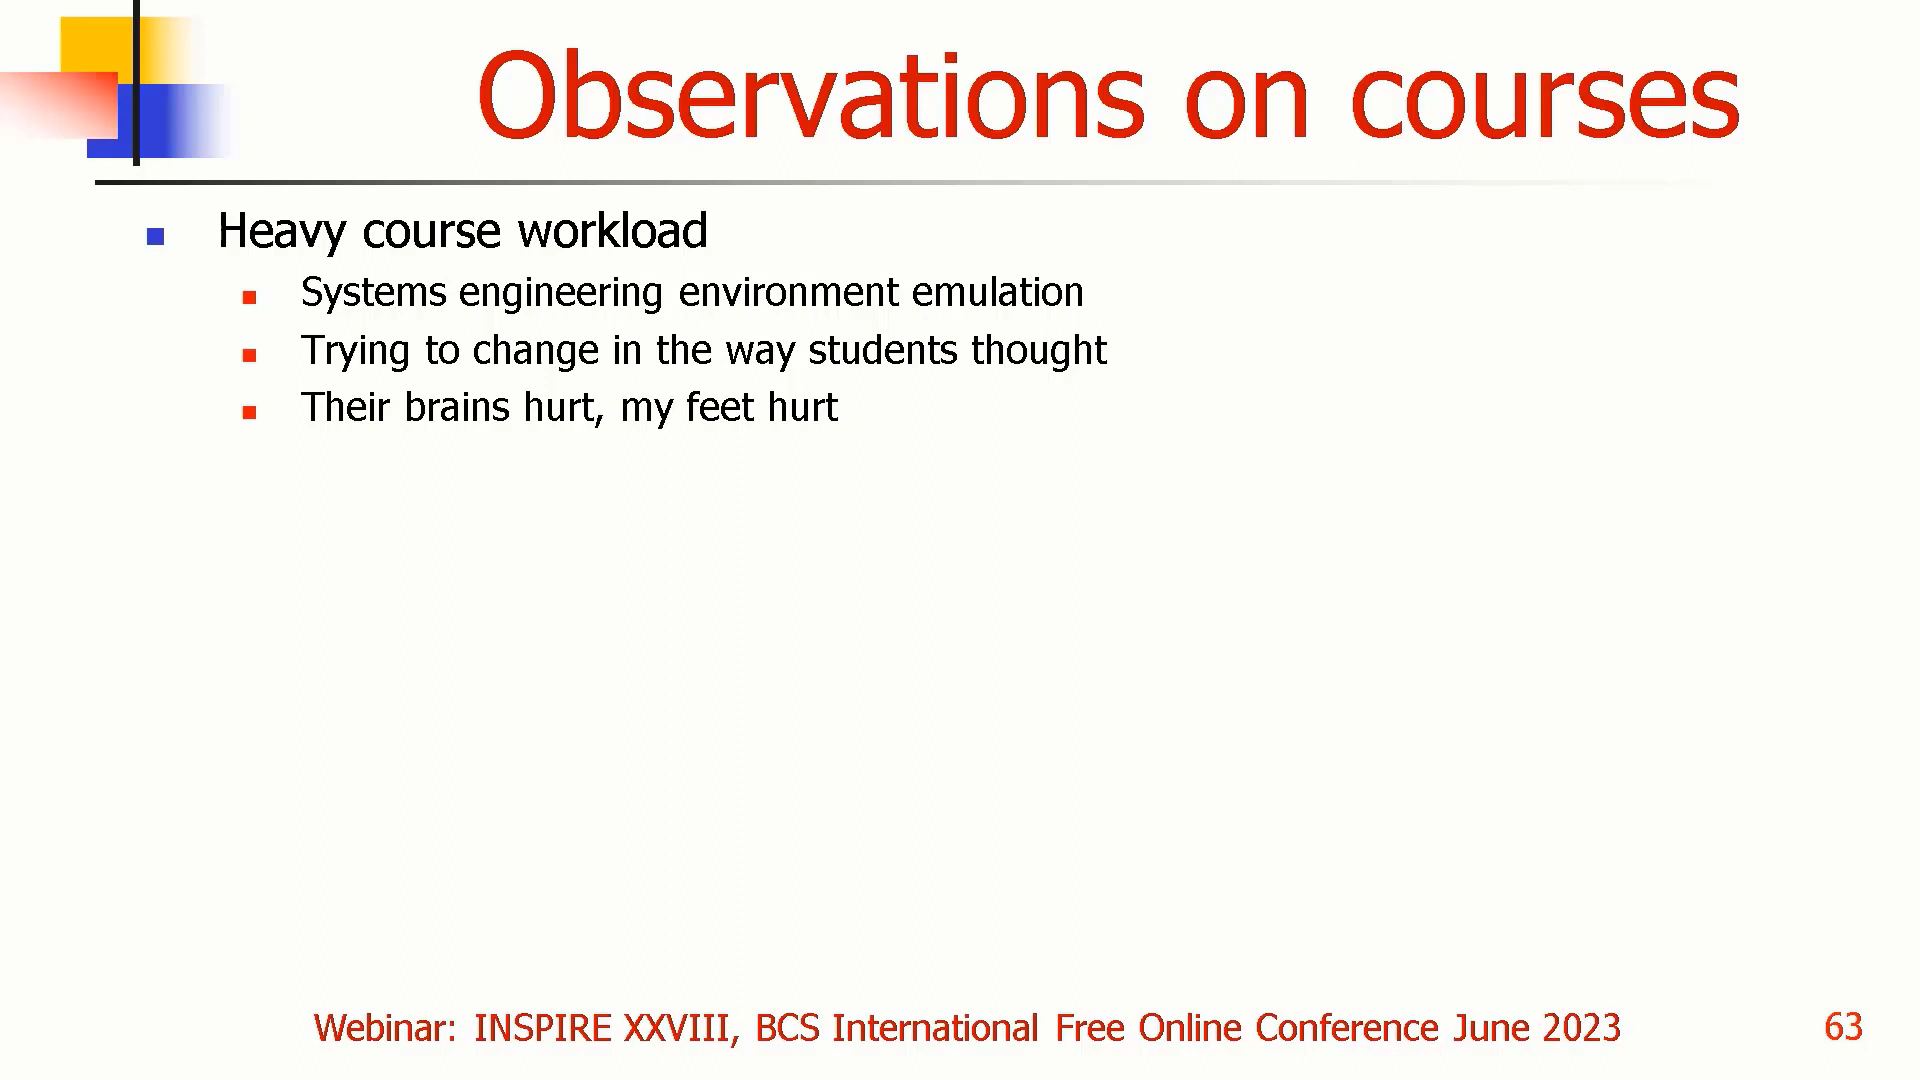 Observations on courses
Heavy course workload
Systems engineering environment emulation
Trying to change in the way students thought
Their brains hurt, my feet hurt
Webinar: INSPIRE XXVIII, BCS International Free Online Conference June 2023
63